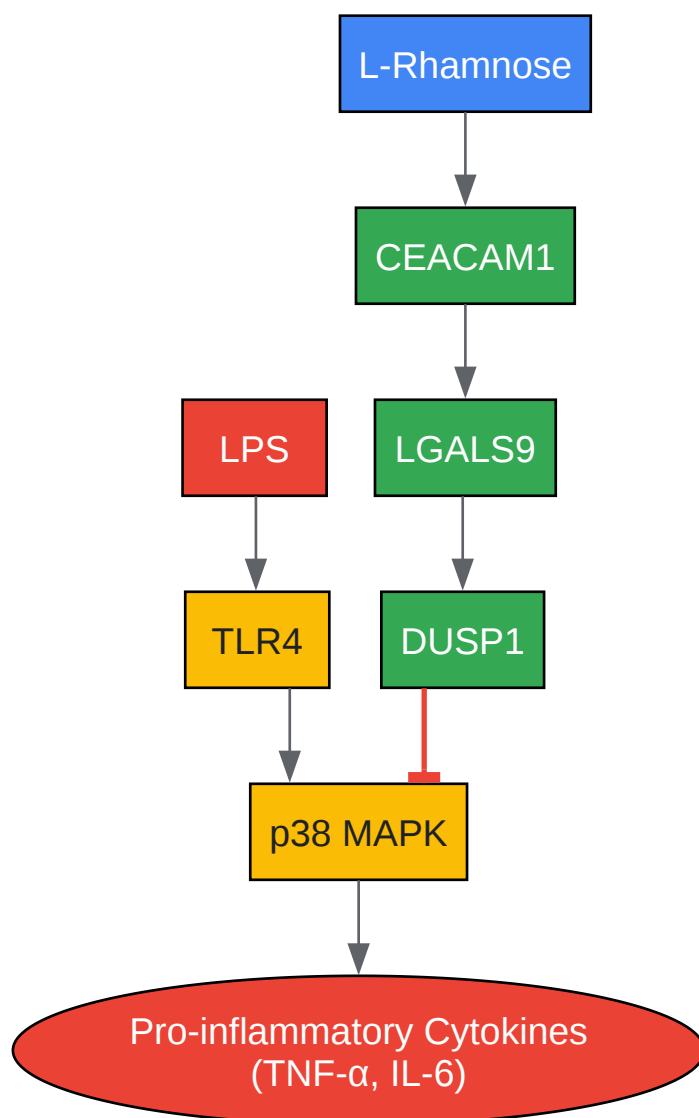 L-Rhamnose
CEACAM1
LPS
LGALS9
TLR4
DUSP1
p38 MAPK
Pro-inflammatory Cytokines
(TNF-α, IL-6)